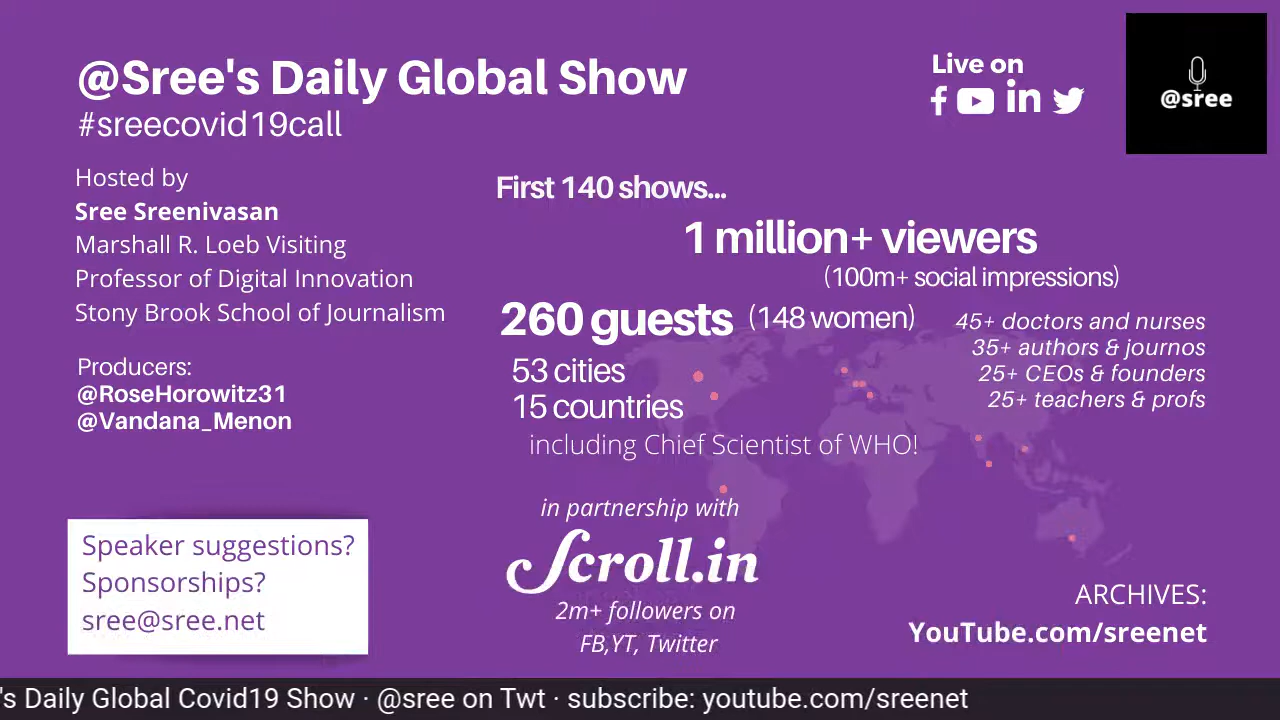 @Sree's Daily Global Show
#sreecovid19call
Live on
@sree
Hosted by
Sree Sreenivasan
Marshall R. Loeb Visiting
Professor of Digital Innovation
Stony Brook School of Journalism
Producers:
@RoseHorowitz31
@Vandana_Menon
First 140 shows...
1 million+ viewers
(100m+ social impressions)
260 guests (148 women)
45+ doctors and nurses
35+ authors & journos
25+ CEOs & founders
25+ teachers & profs
53 cities
15 countries
including Chief Scientist of WHO!
in partnership with
Scroll.in
2m+ followers on
FB,YT, Twitter
Speaker suggestions?
Sponsorships?
sree@sree.net
ARCHIVES:
YouTube.com/sreenet
's Daily Global Covid19 Show · @sree on Twt · subscribe: youtube.com/sreenet